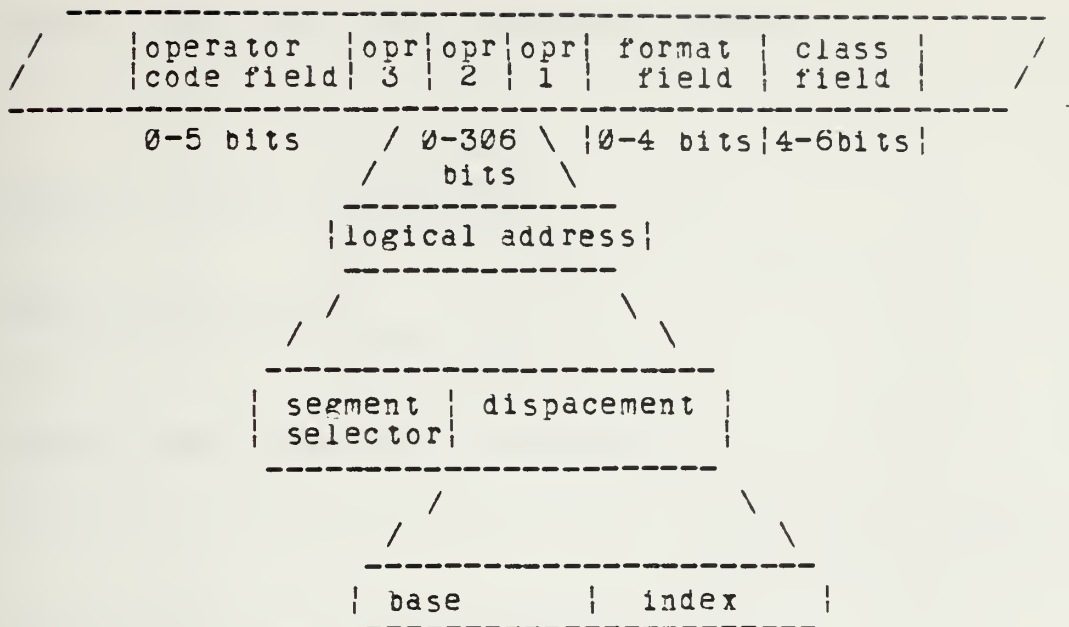 operator opr opr opr format class
code field 3 2 1 field field
0-5 bits 0-306 0-4 bits 4-6bits
bits
logical address
segment dispacement
selector
base index